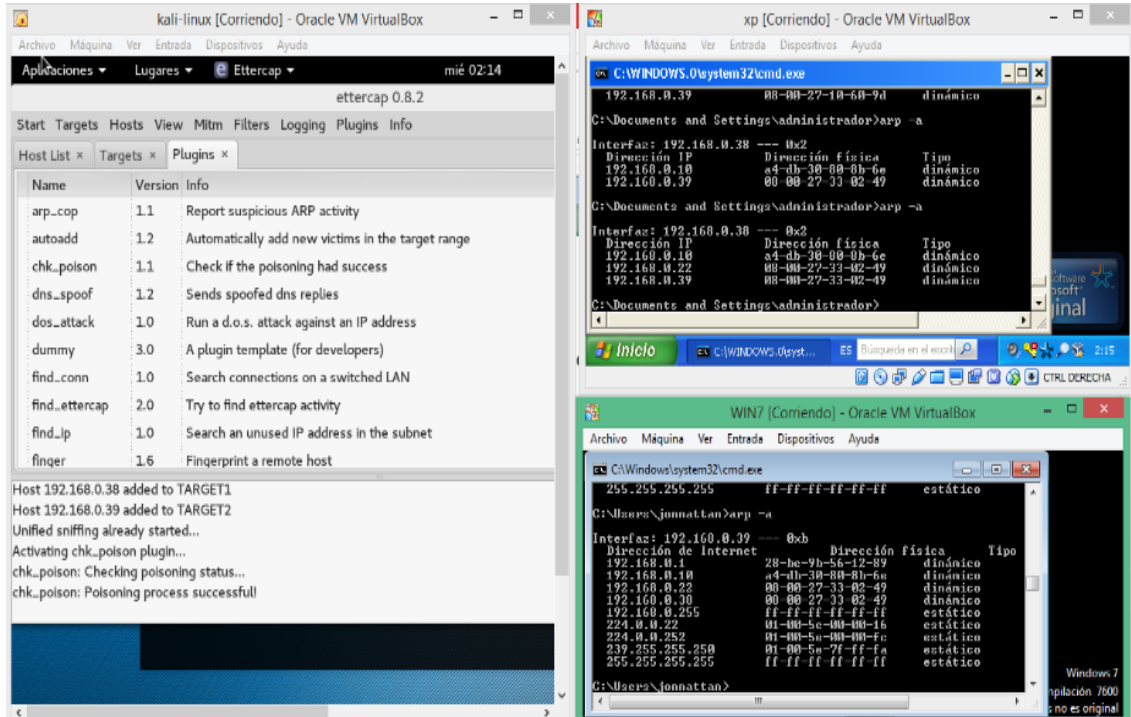 kali-linux [Corriendo] - Oracle VM VirtualBox
Archivo Máquina Ver Entrada Dispositivos Ayuda
Aplicaciones Lugares Ettercap mié 02:14
ettercap 0.8.2
Start Targets Hosts View Mitm Filters Logging Plugins Info
Host List × Targets × Plugins ×
Name Version Info
arp_cop 1.1 Report suspicious ARP activity
autoadd 1.2 Automatically add new victims in the target range
chk_poison 1.1 Check if the poisoning had success
dns_spoof 1.2 Sends spoofed dns replies
dos_attack 1.0 Run a d.o.s. attack against an IP address
dummy 3.0 A plugin template (for developers)
find_conn 1.0 Search connections on a switched LAN
find_ettercap 2.0 Try to find ettercap activity
find_ip 1.0 Search an unused IP address in the subnet
finger 1.6 Fingerprint a remote host
Host 192.168.0.38 added to TARGET1
Host 192.168.0.39 added to TARGET2
Unified sniffing already started...
Activating chk_poison plugin...
chk_poison: Checking poisoning status...
chk_poison: Poisoning process successful!
xp [Corriendo] - Oracle VM VirtualBox
Archivo Máquina Ver Entrada Dispositivos Ayuda
C:\WINDOWS.0\system32\cmd.exe
192.168.0.39 08-00-27-10-60-9d dinámico
C:\Documents and Settings\administrador>arp -a
Interfaz: 192.168.0.38 --- 0x2
Dirección IP Dirección física Tipo
192.168.0.10 a4-db-30-80-8b-6e dinámico
192.168.0.39 08-00-27-33-02-49 dinámico
C:\Documents and Settings\administrador>arp -a
Interfaz: 192.168.0.38 --- 0x2
Dirección IP Dirección física Tipo
192.168.0.10 a4-db-30-80-8b-6e dinámico
192.168.0.22 08-00-27-33-02-49 dinámico
192.168.0.39 08-00-27-33-02-49 dinámico
C:\Documents and Settings\administrador>
oftware
osoft
inal
Inicio C:\WINDOWS.0\syst... ES Búsqueda en el escrit 2:15
CTRL DERECHA
WIN7 [Corriendo] - Oracle VM VirtualBox
Archivo Máquina Ver Entrada Dispositivos Ayuda
C:\Windows\system32\cmd.exe
255.255.255.255 ff-ff-ff-ff-ff-ff estático
C:\Users\jonnattan>arp -a
Interfaz: 192.168.0.39 --- 0xb
Dirección de Internet Dirección física Tipo
192.168.0.1 28-be-9b-56-12-89 dinámico
192.168.0.10 a4-db-30-80-8b-6e dinámico
192.168.0.22 08-00-27-33-02-49 dinámico
192.168.0.38 08-00-27-33-02-49 dinámico
192.168.0.255 ff-ff-ff-ff-ff-ff estático
224.0.0.22 01-00-5e-00-00-16 estático
224.0.0.252 01-00-5e-00-00-fc estático
239.255.255.250 01-00-5e-7f-ff-fa estático
255.255.255.255 ff-ff-ff-ff-ff-ff estático
C:\Users\jonnattan>
Windows 7
npilación 7600
s no es original